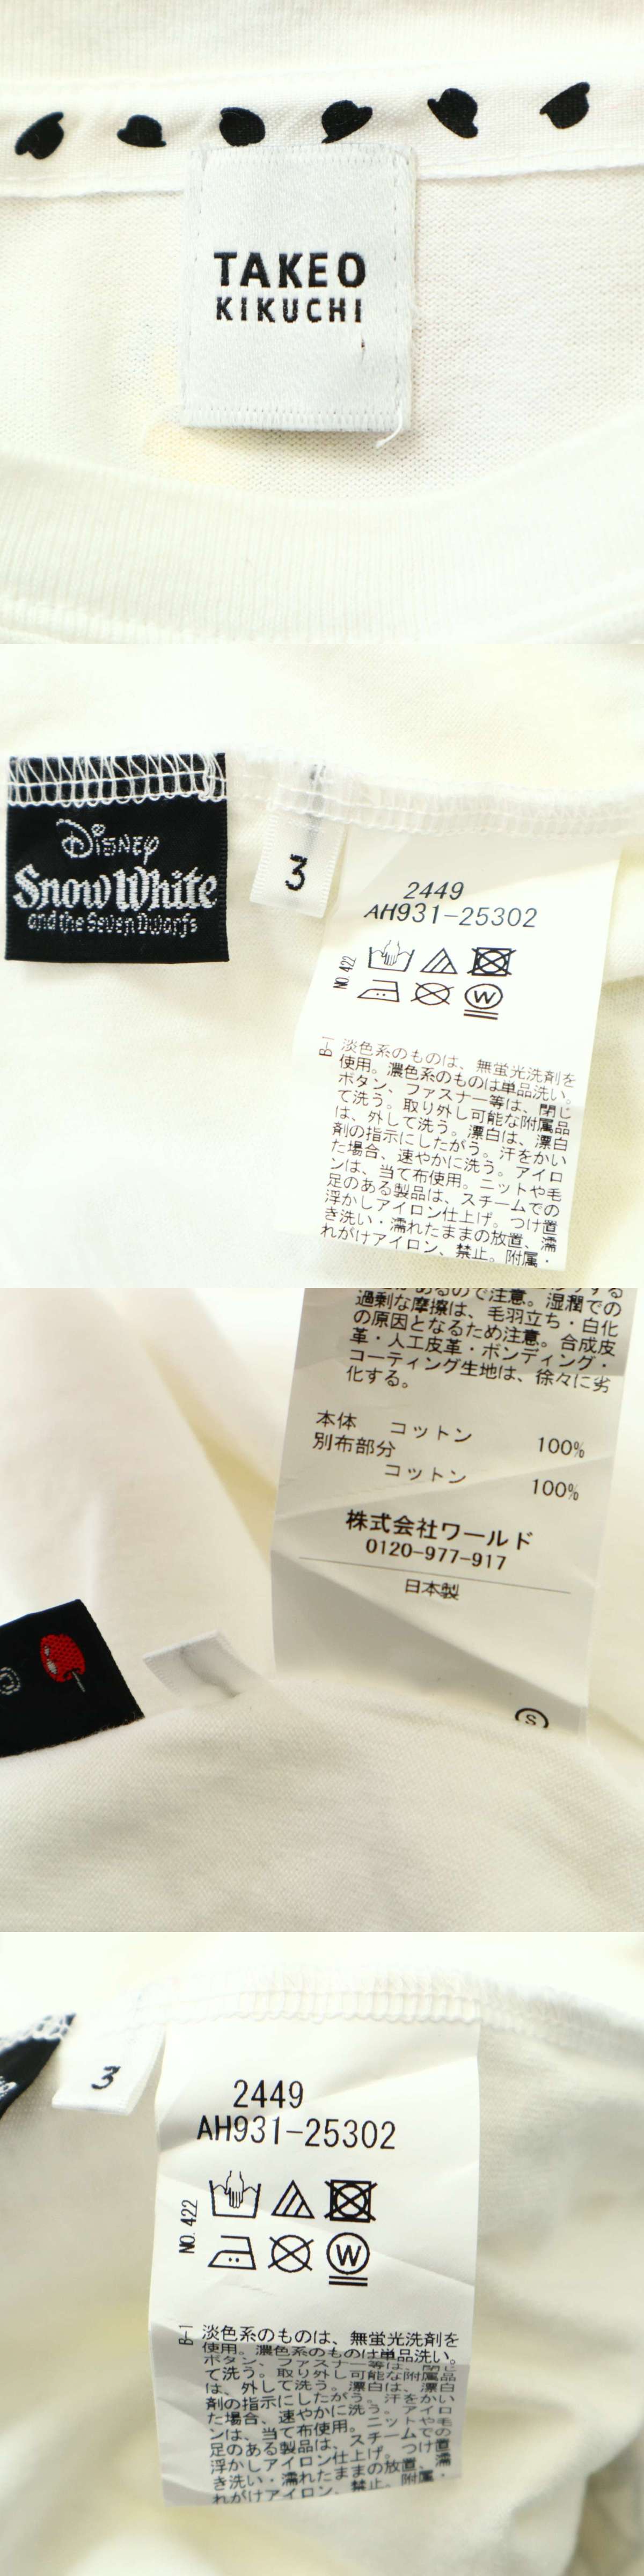 TAKEO
KIKUCHI
Disney
Snow White
and the Seven Dwarfs
3
2449
AH931-25302
NO.422
W
B-1
淡色系のものは、無蛍光洗剤を
使用。濃色系のものは単品洗い。
ボタン、ファスナー等は、閉じ
て洗う。取り外し可能な付属品
は、外して洗う。漂白は、漂白
剤の指示にしたがう。汗をかい
た場合、速やかに洗う。アイロ
ンは、当て布使用。ニットや毛
足のある製品は、スチームでの
浮かしアイロン仕上げ。つけ置
き洗い・濡れたままの放置、濡
れがけアイロン、禁止。附属・
あるので注意。湿潤での
過剰な摩擦は、毛羽立ち・白化
の原因となるため注意。合成皮
革・人工皮革・ボンディング・
コーティング生地は、徐々に劣
化する。
本体 コットン 100%
別布部分
コットン 100%
株式会社ワールド
0120-977-917
日本製
S
3
2449
AH931-25302
NO.422
W
B-1
淡色系のものは、無蛍光洗剤を
使用。濃色系のものは単品洗い。
ボタン、ファスナー等は、閉じ
て洗う。取り外し可能な付属品
は、外して洗う。漂白は、漂白
剤の指示にしたがう。汗をかい
た場合、速やかに洗う。アイロ
ンは、当て布使用。ニットや毛
足のある製品は、スチームでの
浮かしアイロン仕上げ。つけ置
き洗い・濡れたままの放置、濡
れがけアイロン、禁止。附属・